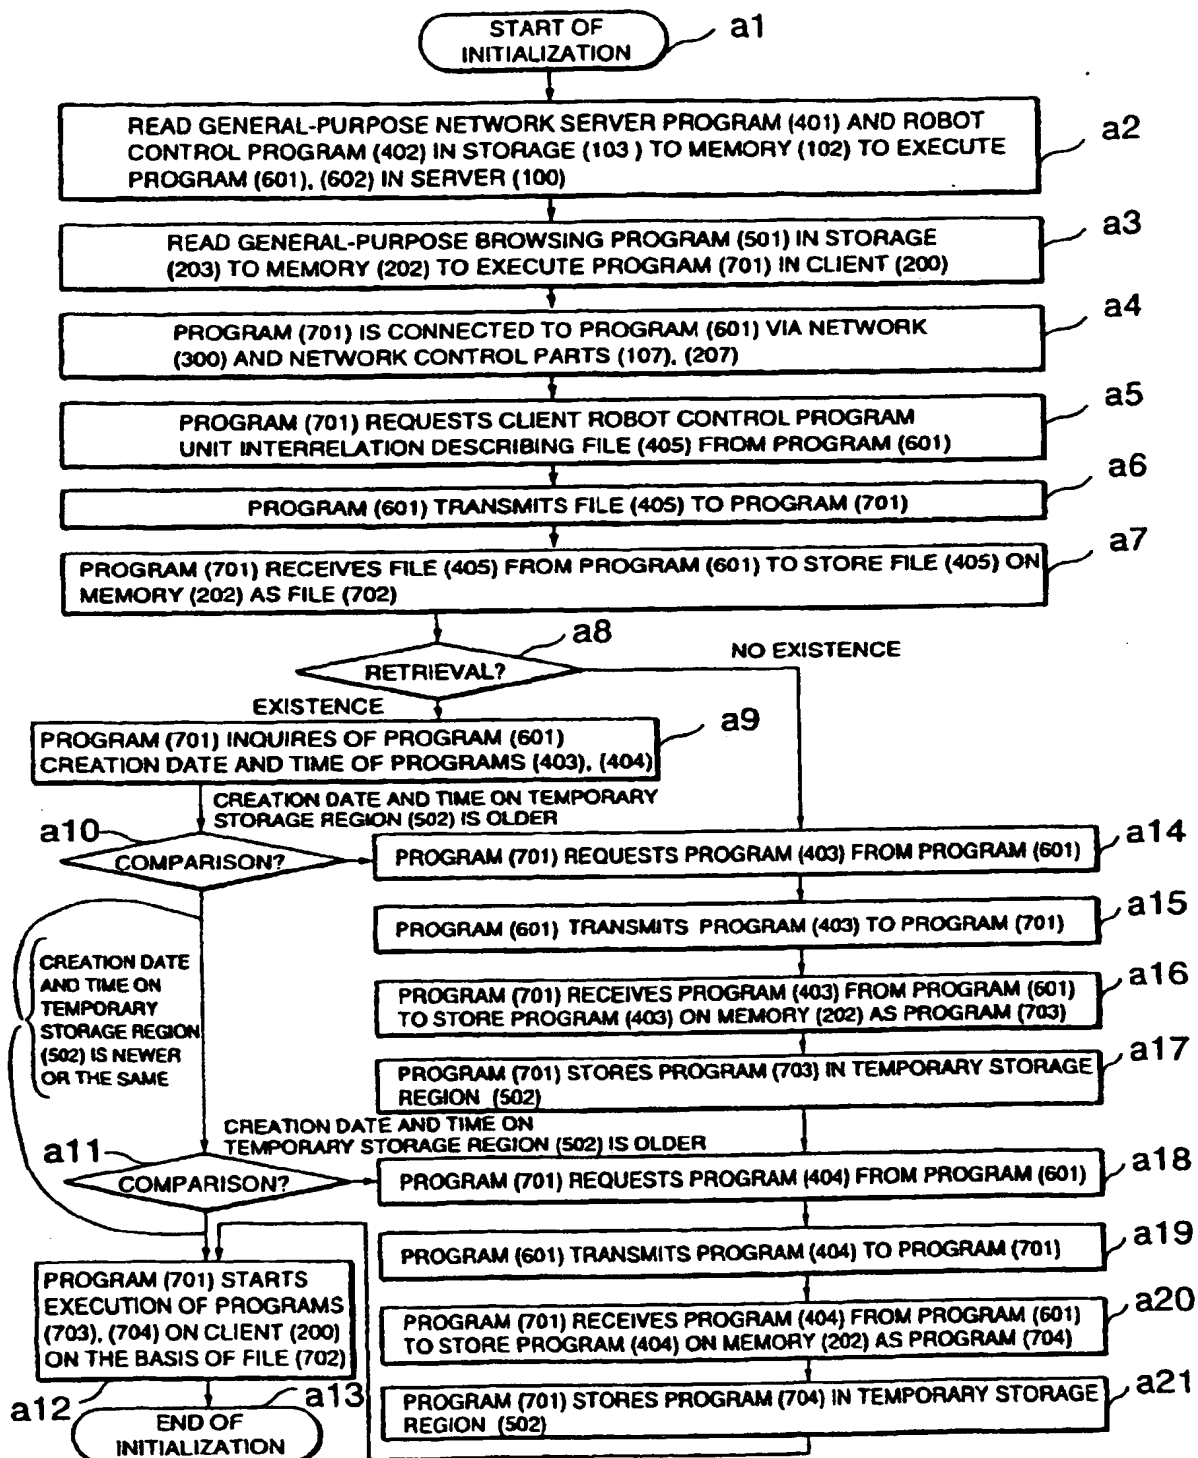 START OF
INITIALIZATION
a1
READ GENERAL-PURPOSE NETWORK SERVER PROGRAM (401) AND ROBOT
CONTROL PROGRAM (402) IN STORAGE (103 ) TO MEMORY (102) TO EXECUTE
PROGRAM (601), (602) IN SERVER (100)
a2
READ GENERAL-PURPOSE BROWSING PROGRAM (501) IN STORAGE
(203) TO MEMORY (202) TO EXECUTE PROGRAM (701) IN CLIENT (200)
a3
PROGRAM (701) IS CONNECTED TO PROGRAM (601) VIA NETWORK
(300) AND NETWORK CONTROL PARTS (107), (207)
a4
PROGRAM (701) REQUESTS CLIENT ROBOT CONTROL PROGRAM
UNIT INTERRELATION DESCRIBING FILE (405) FROM PROGRAM (601)
a5
PROGRAM (601) TRANSMITS FILE (405) TO PROGRAM (701)
a6
PROGRAM (701) RECEIVES FILE (405) FROM PROGRAM (601) TO STORE FILE (405) ON
MEMORY (202) AS FILE (702)
a7
RETRIEVAL?
a8
NO EXISTENCE
EXISTENCE
PROGRAM (701) INQUIRES OF PROGRAM (601)
CREATION DATE AND TIME OF PROGRAMS (403), (404)
a9
CREATION DATE AND TIME ON TEMPORARY
STORAGE REGION (502) IS OLDER
a10
COMPARISON?
PROGRAM (701) REQUESTS PROGRAM (403) FROM PROGRAM (601)
a14
PROGRAM (601) TRANSMITS PROGRAM (403) TO PROGRAM (701)
a15
CREATION DATE
AND TIME ON
TEMPORARY
STORAGE REGION
(502) IS NEWER
OR THE SAME
PROGRAM (701) RECEIVES PROGRAM (403) FROM PROGRAM (601)
TO STORE PROGRAM (403) ON MEMORY (202) AS PROGRAM (703)
a16
PROGRAM (701) STORES PROGRAM (703) IN TEMPORARY STORAGE
REGION (502)
a17
CREATION DATE AND TIME ON
TEMPORARY STORAGE REGION (502) IS OLDER
a11
COMPARISON?
PROGRAM (701) REQUESTS PROGRAM (404) FROM PROGRAM (601)
a18
PROGRAM (601) TRANSMITS PROGRAM (404) TO PROGRAM (701)
a19
PROGRAM (701) STARTS
EXECUTION OF PROGRAMS
(703), (704) ON CLIENT (200)
ON THE BASIS OF FILE (702)
a12
PROGRAM (701) RECEIVES PROGRAM (404) FROM PROGRAM (601)
TO STORE PROGRAM (404) ON MEMORY (202) AS PROGRAM (704)
a20
PROGRAM (701) STORES PROGRAM (704) IN TEMPORARY STORAGE
REGION (502)
a21
a13
END OF
INITIALIZATION